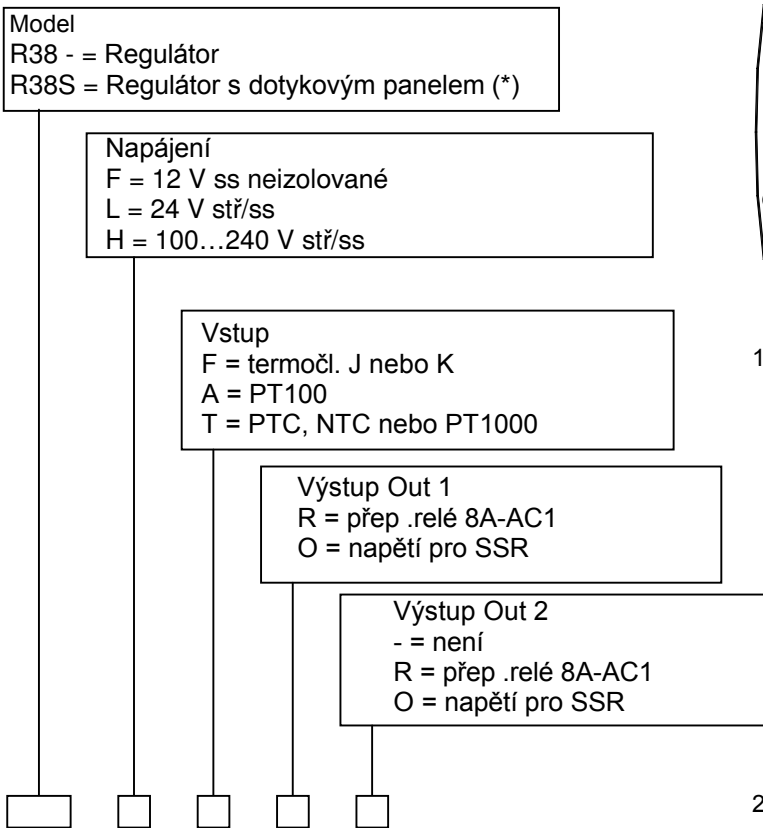 Model
R38 - = Regulátor
R38S = Regulátor s dotykovým panelem (*)
Napájení
F = 12 V ss neizolované
L = 24 V stř/ss
H = 100…240 V stř/ss
Vstup
F = termočl. J nebo K
A = PT100
T = PTC, NTC nebo PT1000
Výstup Out 1
R = přep .relé 8A-AC1
O = napětí pro SSR
Výstup Out 2
- = není
R = přep .relé 8A-AC1
O = napětí pro SSR
1
2